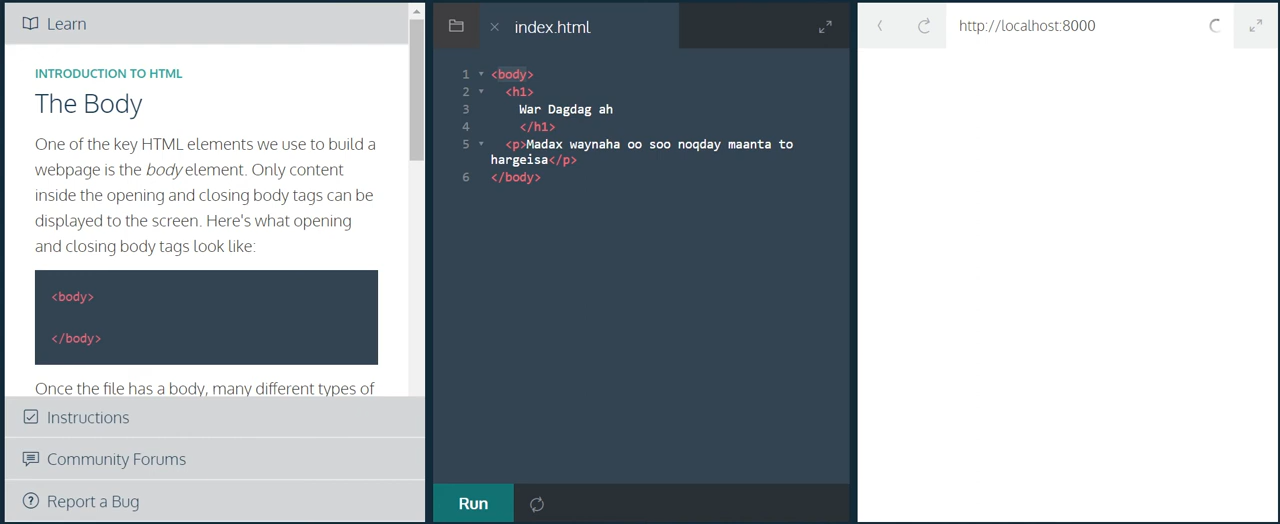 Learn
INTRODUCTION TO HTML
The Body
One of the key HTML elements we use to build a
webpage is the body element. Only content
inside the opening and closing body tags can be
displayed to the screen. Here's what opening
and closing body tags look like:
<body>
</body>
Once the file has a body, many different types of
Instructions
Community Forums
Report a Bug
index.html
1 <body>
2 <h1>
3 War Dagdag ah
4 </h1>
5 <p>Madax waynaha oo soo noqday maanta to
hargeisa</p>
6 </body>
Run
http://localhost:8000